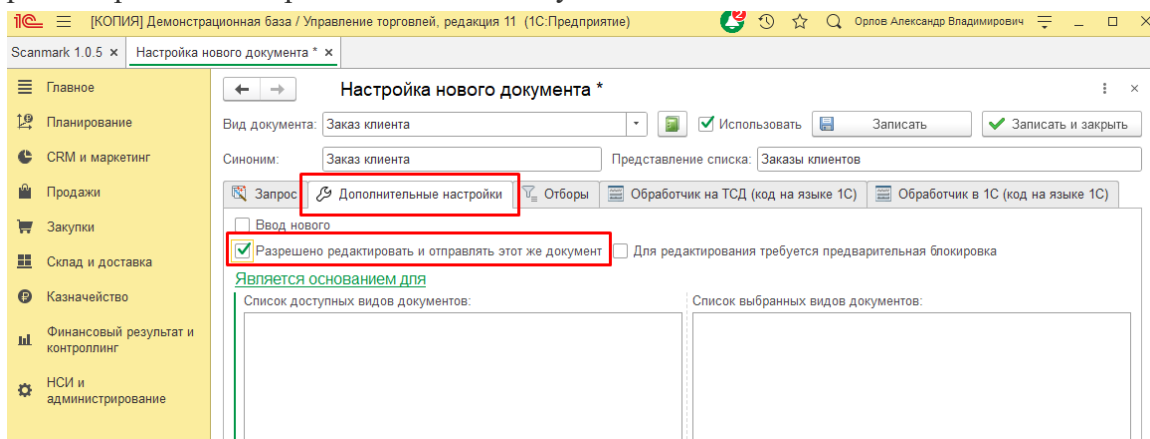 [КОПИЯ] Демонстрационная база / Управление торговлей, редакция 11 (1С:Предприятие)
Орлов Александр Владимирович
Scanmark 1.0.5 × Настройка нового документа * ×
Главное
Планирование
CRM и маркетинг
Продажи
Закупки
Склад и доставка
Казначейство
Финансовый результат и
контроллинг
НСИ и
администрирование
Настройка нового документа *
Вид документа: Заказ клиента Использовать Записать Записать и закрыть
Синоним: Заказ клиента Представление списка: Заказы клиентов
Запрос Дополнительные настройки Отборы Обработчик на ТСД (код на языке 1С) Обработчик в 1С (код на языке 1С)
Ввод нового
Разрешено редактировать и отправлять этот же документ Для редактирования требуется предварительная блокировка
Является основанием для
Список доступных видов документов: Список выбранных видов документов: